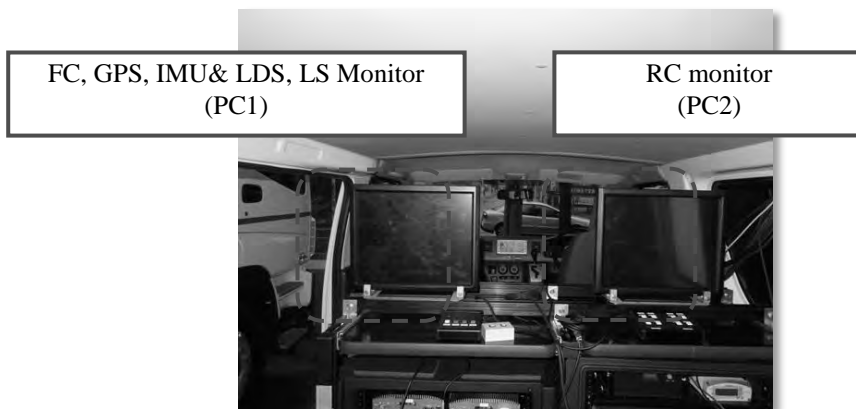 FC, GPS, IMU& LDS, LS Monitor
(PC1)
RC monitor
(PC2)